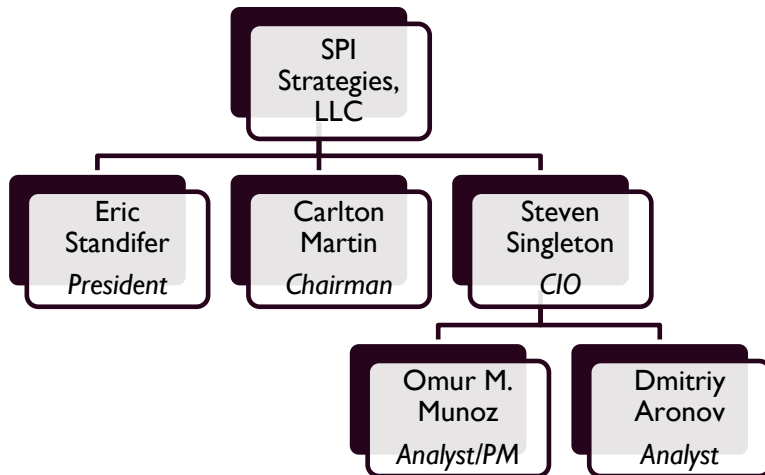 SPI
Strategies,
LLC
Eric
Standifer
President
Carlton
Martin
Chairman
Steven
Singleton
CIO
Omur M.
Munoz
Analyst/PM
Dmitriy
Aronov
Analyst